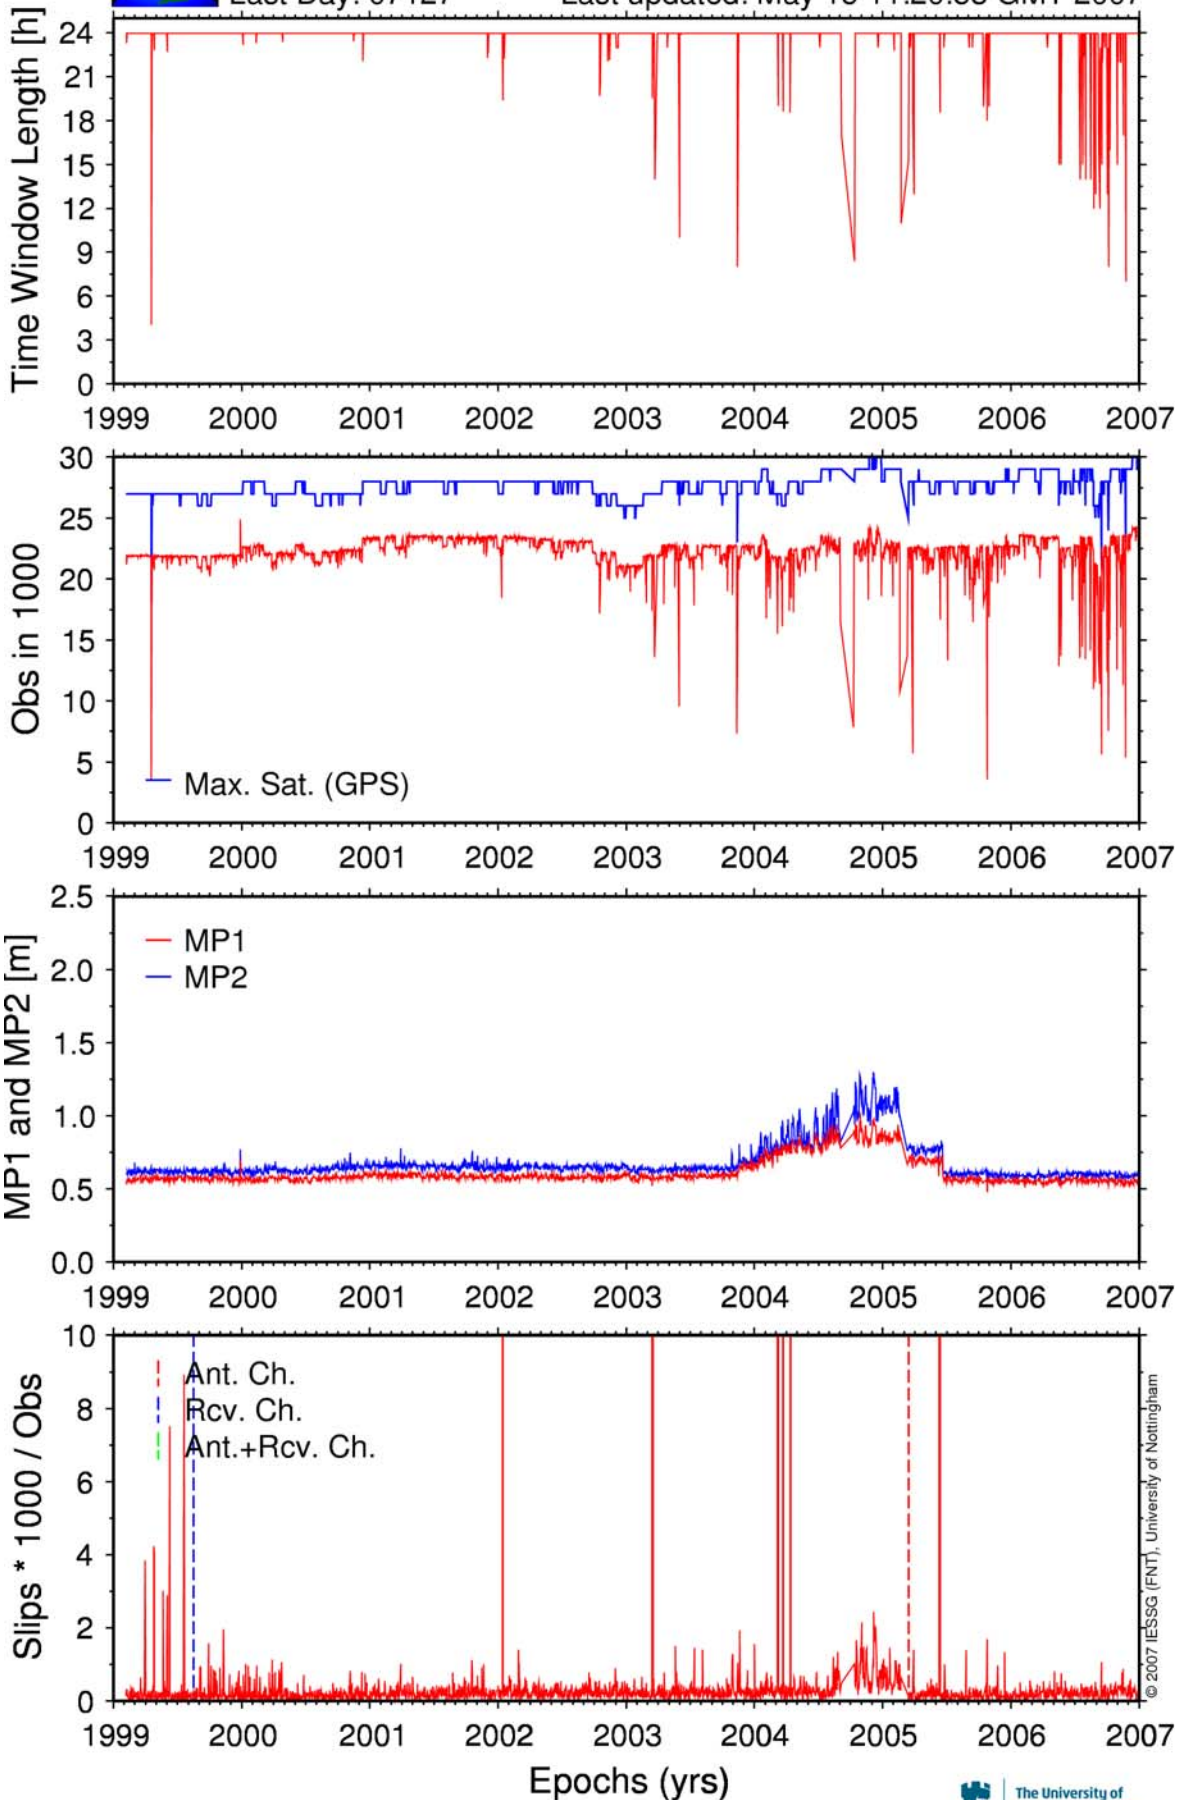 Time Window Length [h]
24
21
18
15
12
9
6
3
0
1999 2000 2001 2002 2003 2004 2005 2006 2007
Obs in 1000
30
25
20
15
10
5
0
Max. Sat. (GPS)
1999 2000 2001 2002 2003 2004 2005 2006 2007
MP1 and MP2 [m]
2.5
2.0
1.5
1.0
0.5
0.0
MP1
MP2
1999 2000 2001 2002 2003 2004 2005 2006 2007
Slips * 1000 / Obs
10
8
6
4
2
0
Ant. Ch.
Rcv. Ch.
Ant.+Rcv. Ch.
1999 2000 2001 2002 2003 2004 2005 2006 2007
Epochs (yrs)
© 2007 IESSG (FNT), University of Nottingham
The University of